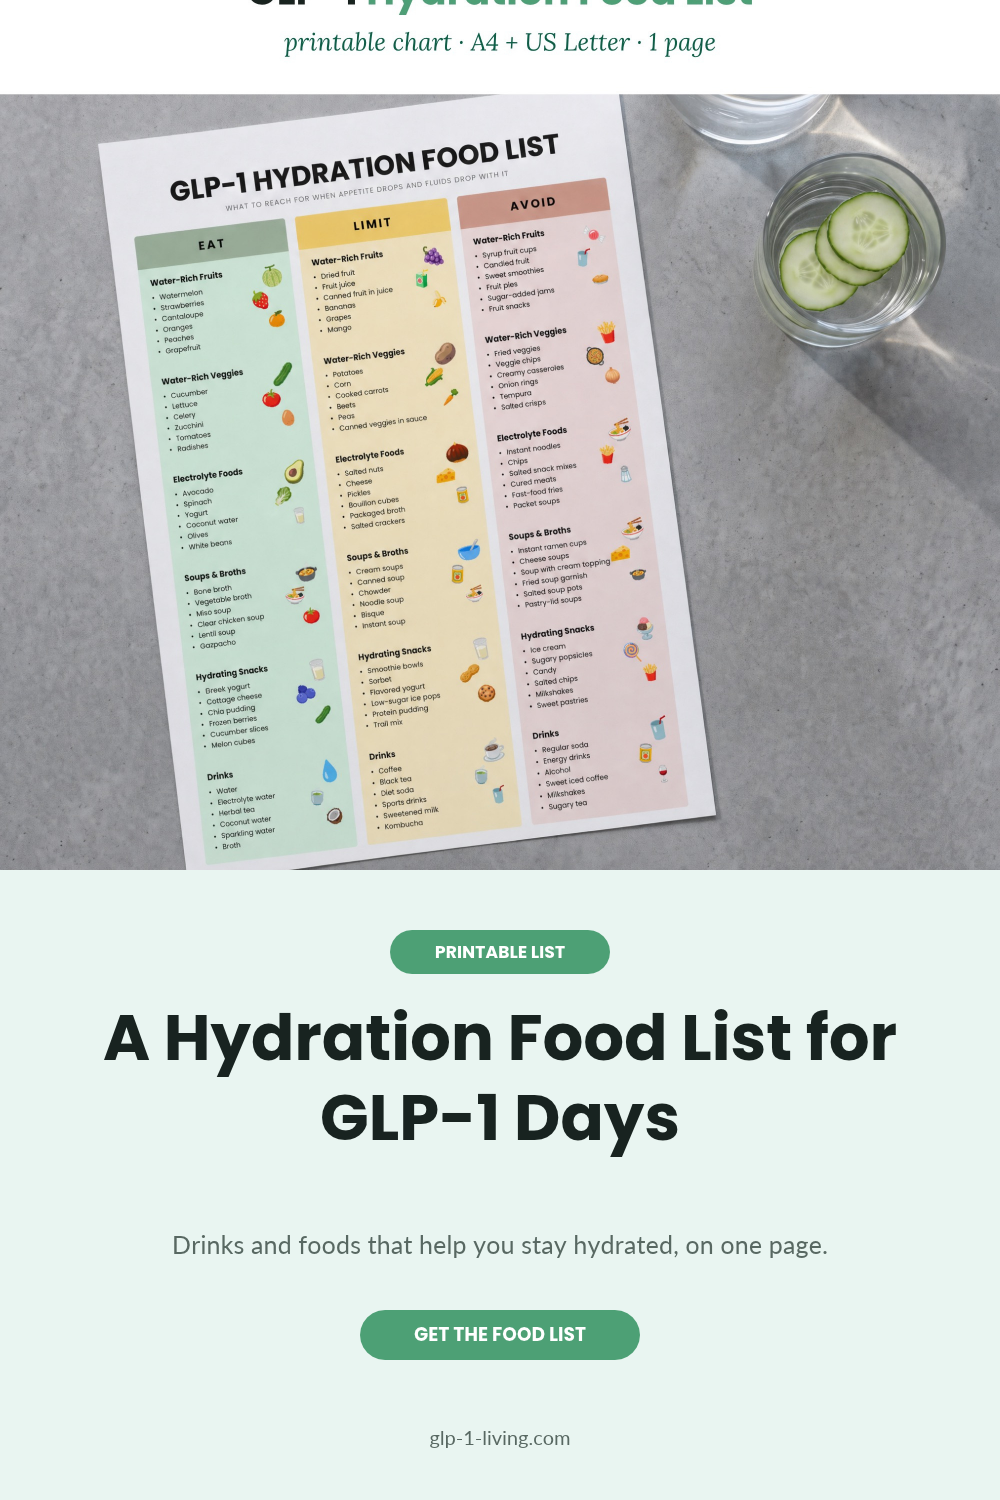 GLP-1 Hydration Food List
printable chart · A4 + US Letter · 1 page
GLP-1 HYDRATION FOOD LIST
WHAT TO REACH FOR WHEN APPETITE DROPS AND FLUIDS DROP WITH IT
EAT
Water-Rich Fruits
• Watermelon
• Strawberries
• Cantaloupe
• Oranges
• Peaches
• Grapefruit
Water-Rich Veggies
• Cucumber
• Lettuce
• Celery
• Zucchini
• Tomatoes
• Radishes
Electrolyte Foods
• Avocado
• Spinach
• Yogurt
• Coconut water
• Olives
• White beans
Soups & Broths
• Bone broth
• Vegetable broth
• Miso soup
• Clear chicken soup
• Lentil soup
• Gazpacho
Hydrating Snacks
• Greek yogurt
• Cottage cheese
• Chia pudding
• Frozen berries
• Cucumber slices
• Melon cubes
Drinks
• Water
• Electrolyte water
• Herbal tea
• Coconut water
• Sparkling water
• Broth
LIMIT
Water-Rich Fruits
• Dried fruit
• Fruit juice
• Canned fruit in juice
• Bananas
• Grapes
• Mango
Water-Rich Veggies
• Potatoes
• Corn
• Cooked carrots
• Beets
• Peas
• Canned veggies in sauce
Electrolyte Foods
• Salted nuts
• Cheese
• Pickles
• Bouillon cubes
• Packaged broth
• Salted crackers
Soups & Broths
• Cream soups
• Canned soup
• Chowder
• Noodle soup
• Bisque
• Instant soup
Hydrating Snacks
• Smoothie bowls
• Sorbet
• Flavored yogurt
• Low-sugar ice pops
• Protein pudding
• Trail mix
Drinks
• Coffee
• Black tea
• Diet soda
• Sports drinks
• Sweetened milk
• Kombucha
AVOID
Water-Rich Fruits
• Syrup fruit cups
• Candied fruit
• Sweet smoothies
• Fruit pies
• Sugar-added jams
• Fruit snacks
Water-Rich Veggies
• Fried veggies
• Veggie chips
• Creamy casseroles
• Onion rings
• Tempura
• Salted crisps
Electrolyte Foods
• Instant noodles
• Chips
• Salted snack mixes
• Cured meats
• Fast-food fries
• Packet soups
Soups & Broths
• Instant ramen cups
• Cheese soups
• Soup with cream topping
• Fried soup garnish
• Salted soup pots
• Pastry-lid soups
Hydrating Snacks
• Ice cream
• Sugary popsicles
• Candy
• Salted chips
• Milkshakes
• Sweet pastries
Drinks
• Regular soda
• Energy drinks
• Alcohol
• Sweet iced coffee
• Milkshakes
• Sugary tea
PRINTABLE LIST
A Hydration Food List for
GLP-1 Days
Drinks and foods that help you stay hydrated, on one page.
GET THE FOOD LIST
glp-1-living.com